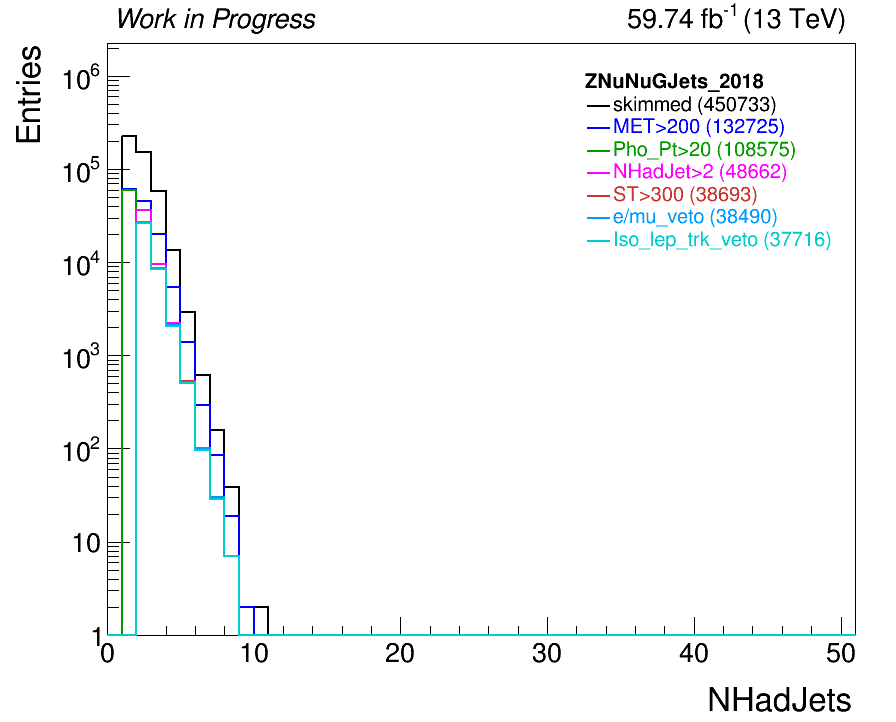 Work in Progress 59.74 fb-1 (13 TeV)
Entries
ZNuNuGJets_2018
skimmed (450733)
MET>200 (132725)
Pho_Pt>20 (108575)
NHadJet>2 (48662)
ST>300 (38693)
e/mu_veto (38490)
Iso_lep_trk_veto (37716)
10^6
10^5
10^4
10^3
10^2
10
1
0 10 20 30 40 50
NHadJets